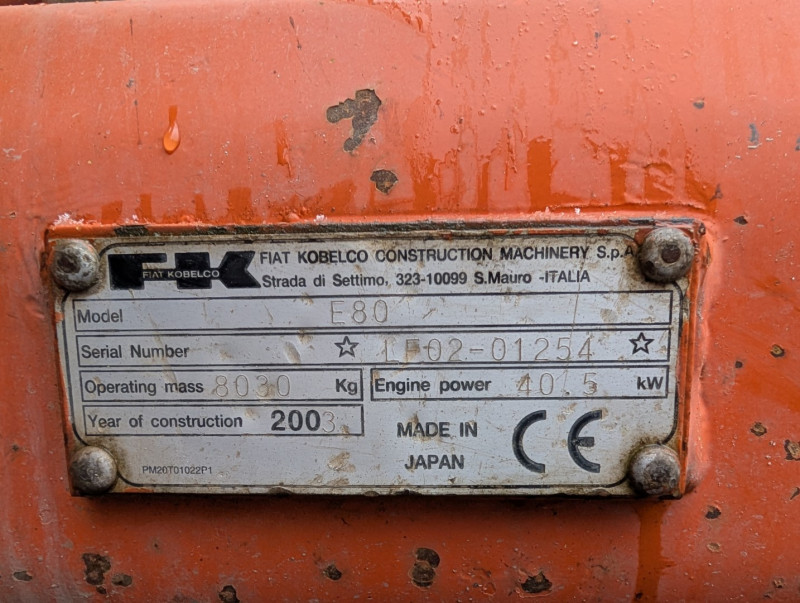 FK
FIAT KOBELCO
FIAT KOBELCO CONSTRUCTION MACHINERY S.p.A
Strada di Settimo, 323-10099 S.Mauro -ITALIA
Model E80
Serial Number ☆ LF02-01254 ☆
Operating mass 8030 Kg Engine power 40.5 kW
Year of construction 2003
MADE IN
JAPAN
CE
PM20T01022P1